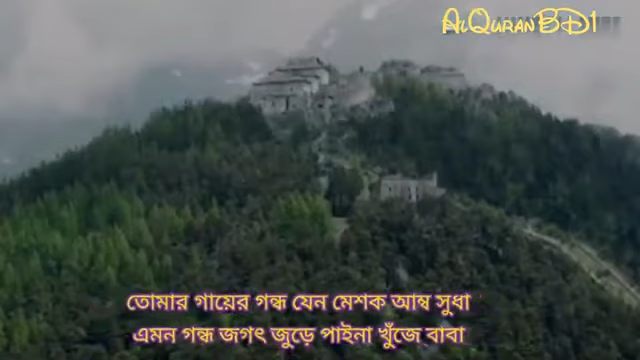 AlQuranBD1
তোমার গায়ের গন্ধ যেন মেশক আম্ব সুধা
এমন গন্ধ জগৎ জুড়ে পাইনা খুঁজে বাবা